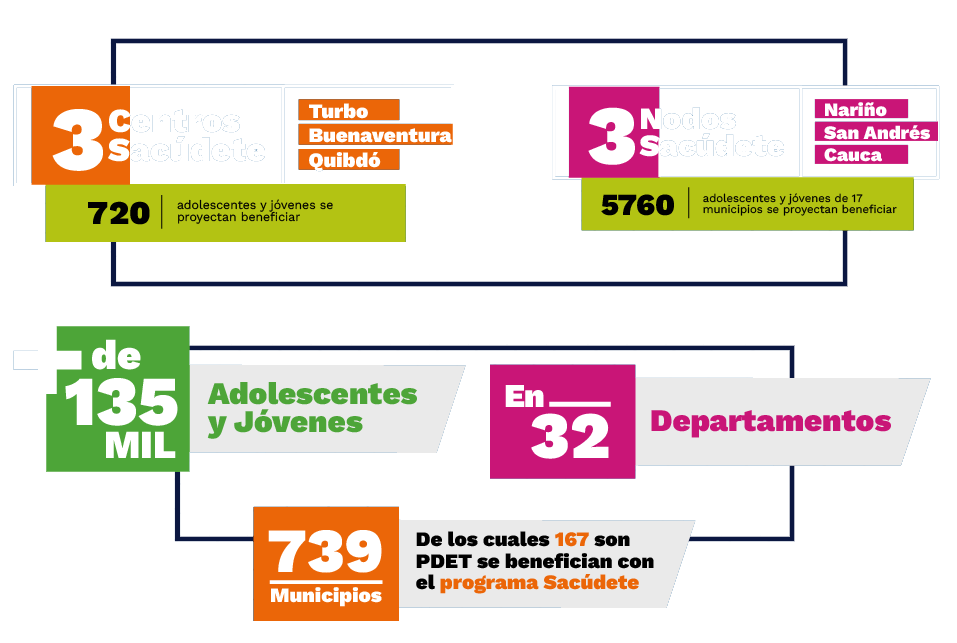 3 Centros
Sacúdete
Turbo
Buenaventura
Quibdó
720
adolescentes y jóvenes se
proyectan beneficiar
3 Nodos
Sacúdete
Nariño
San Andrés
Cauca
5760
adolescentes y jóvenes de 17
municipios se proyectan beneficiar
de
135
MIL
Adolescentes
y Jóvenes
En
32
Departamentos
739
Municipios
De los cuales 167 son
PDET se benefician con
el programa Sacúdete